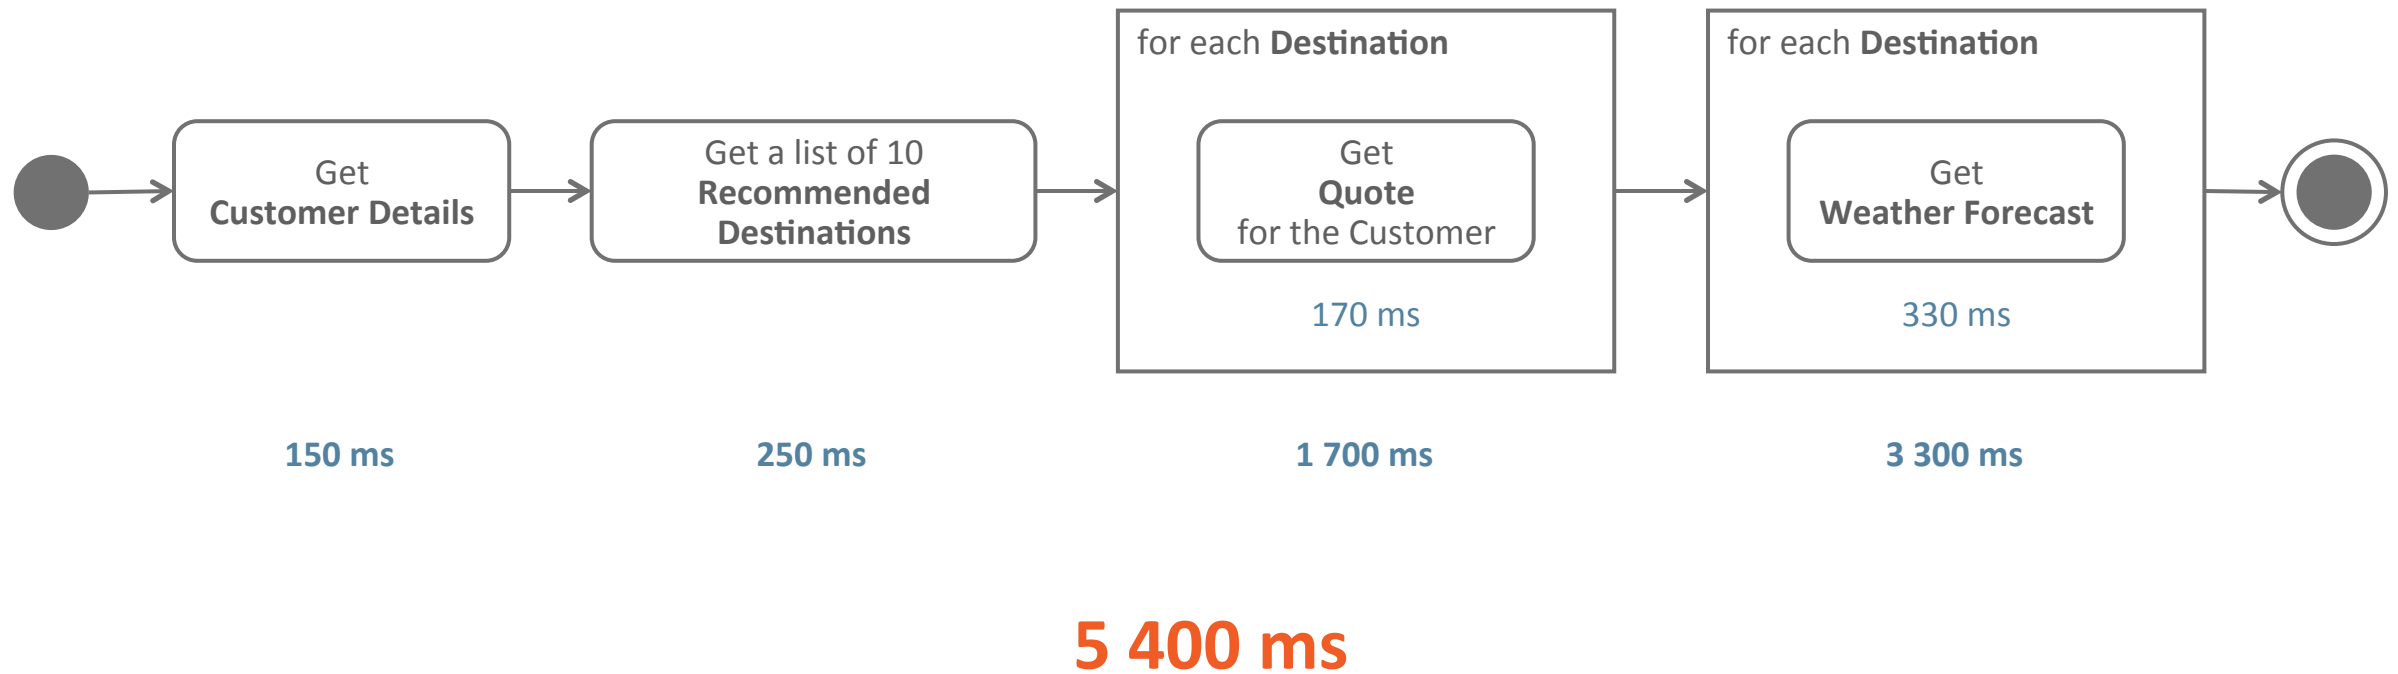 for each Destination
for each Destination
Get
Customer Details
Get a list of 10
Recommended
Destinations
Get
Quote
for the Customer
Get
Weather Forecast
170 ms
330 ms
150 ms
250 ms
1 700 ms
3 300 ms
5 400 ms